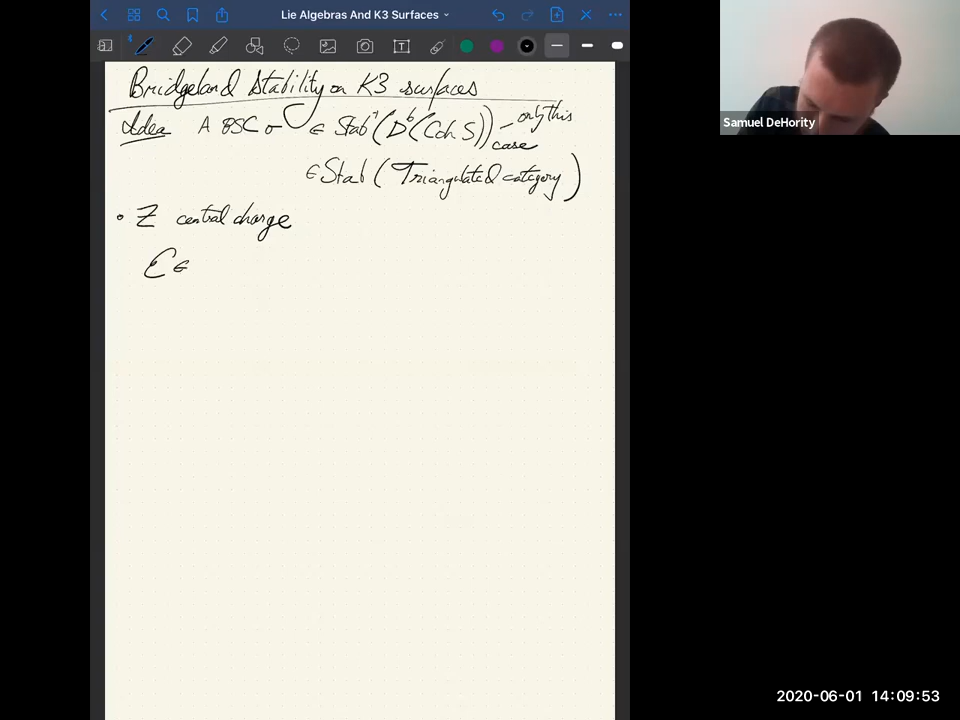 Lie Algebras And K3 Surfaces
Bridgeland Stability on K3 surfaces
Idea A BSC σ ∈ Stab†(D^b(Coh S)) - only this case
∈ Stab (Triangulated category)
• Z central charge
E ∈
Samuel DeHority
2020-06-01 14:09:53